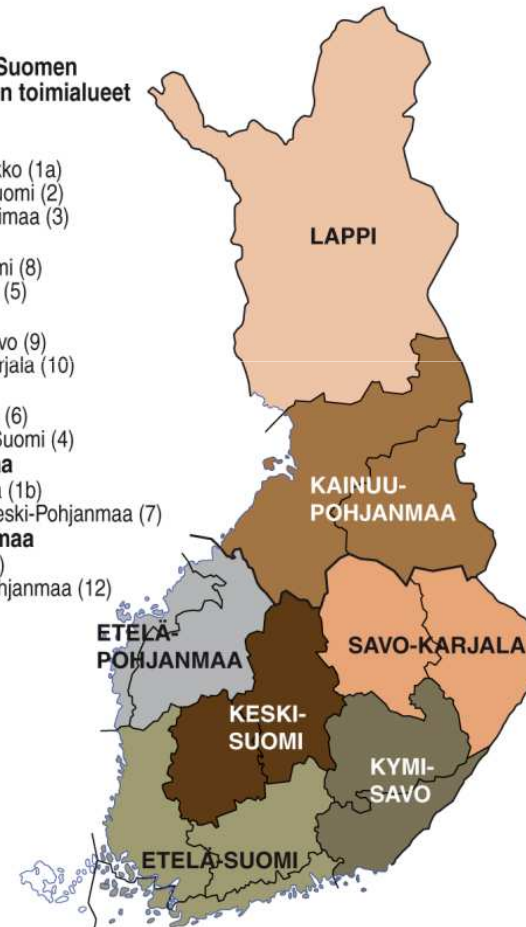 Suomen
n toimialueet
kko (1a)
uomi (2)
imaa (3)
ni (8)
(5)
vo (9)
rjala (10)
(6)
Suomi (4)
a
a (1b)
eski-Pohjanmaa (7)
maa
)
hjanmaa (12)
LAPPI
KAINUU-
POHJANMAA
ETELÄ-
POHJANMAA
SAVO-KARJALA
KESKI-
SUOMI
KYMI-
SAVO
ETELÄ-SUOMI